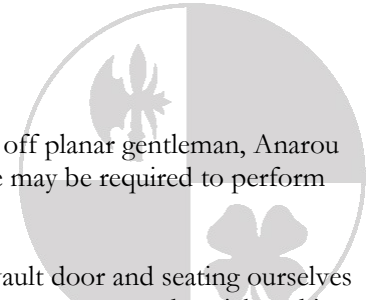 off planar gentleman, Anarou
may be required to perform
vault door and seating ourselves